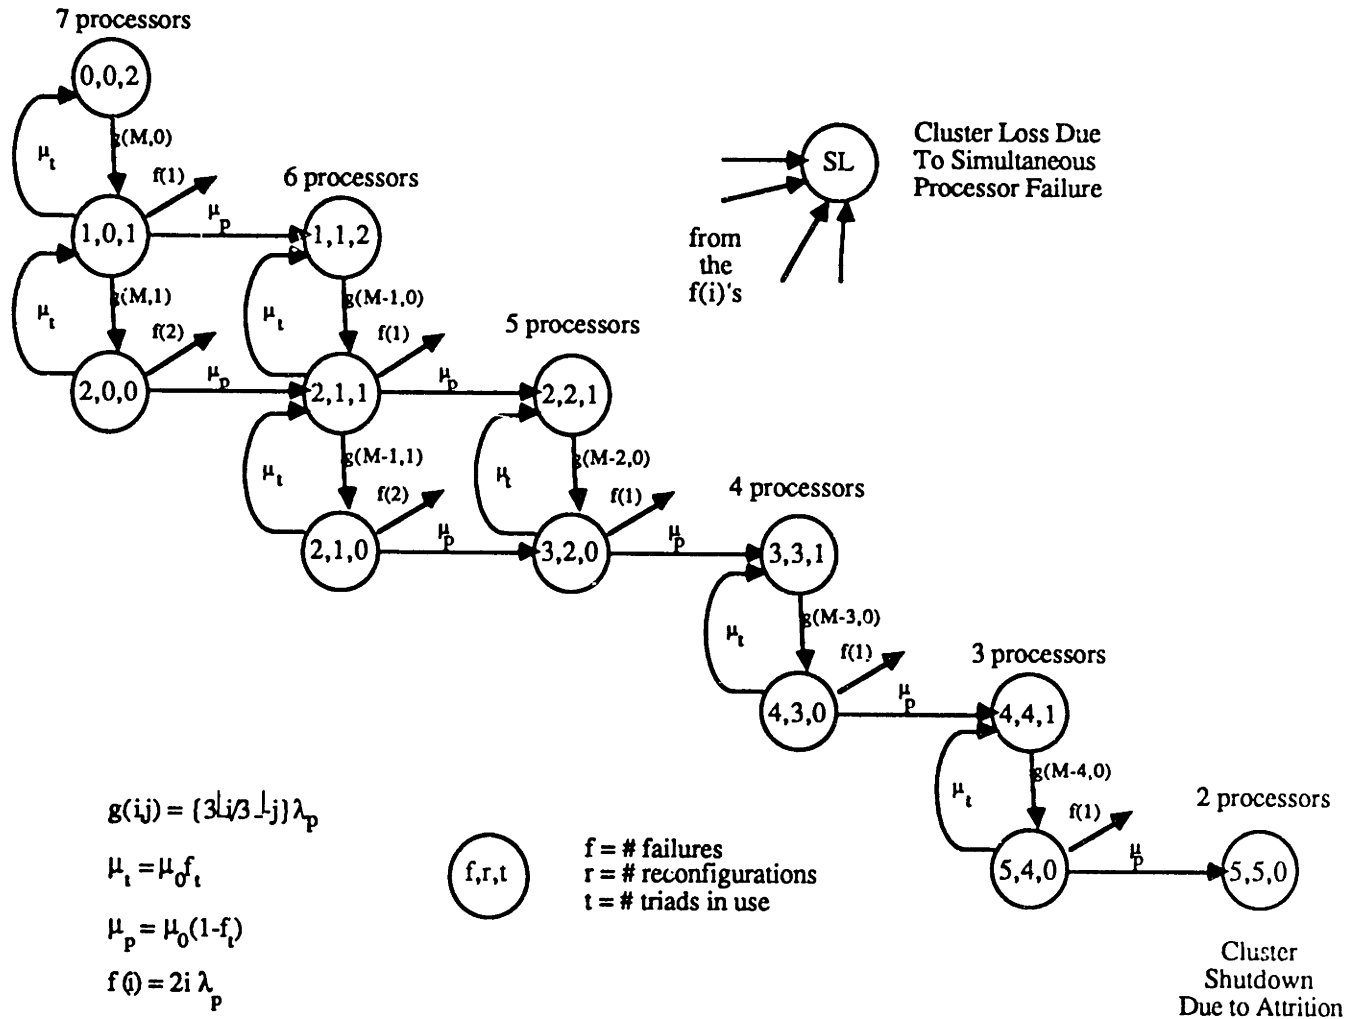 7 processors
0,0,2
g(M,0)
μt
f(1)
6 processors
μp
1,0,1
1,1,2
g(M,1)
μt
f(2)
μp
2,0,0
g(M-1,0)
μt
f(1)
5 processors
μp
2,1,1
2,2,1
g(M-1,1)
μt
f(2)
μp
2,1,0
g(M-2,0)
μt
f(1)
4 processors
μp
3,2,0
3,3,1
g(M-3,0)
μt
f(1)
3 processors
μp
4,3,0
4,4,1
g(M-4,0)
μt
f(1)
2 processors
μp
5,4,0
5,5,0
Cluster
Shutdown
Due to Attrition
SL
Cluster Loss Due
To Simultaneous
Processor Failure
from
the
f(i)'s
g(i,j) = {3⌊i/3⌋-j}λp
μt = μ0ft
μp = μ0(1-ft)
f(i) = 2i λp
f,r,t
f = # failures
r = # reconfigurations
t = # triads in use